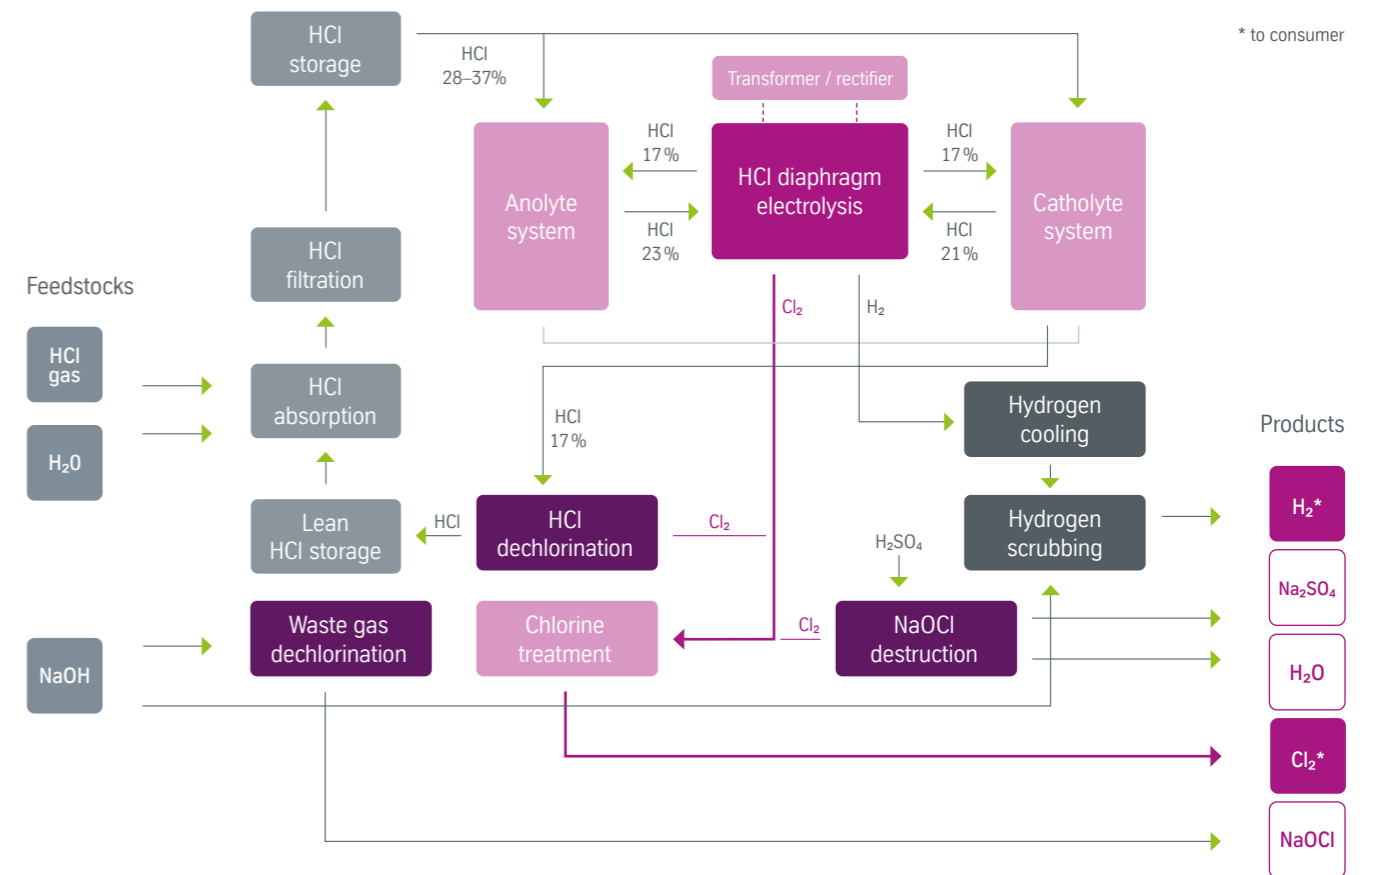 HCl
storage
* to consumer
HCl
28–37%
Transformer / rectifier
HCl
17 %
HCl
17 %
HCl diaphragm
electrolysis
Anolyte
system
Catholyte
system
HCl
23 %
HCl
21 %
HCl
filtration
Feedstocks
Cl₂
H₂
HCl
gas
HCl
absorption
HCl
17 %
Hydrogen
cooling
Products
H₂O
H₂*
Lean
HCl storage
HCl
HCl
dechlorination
Cl₂
H₂SO₄
Hydrogen
scrubbing
Na₂SO₄
Waste gas
dechlorination
Chlorine
treatment
Cl₂
NaOCl
destruction
NaOH
H₂O
Cl₂*
NaOCl